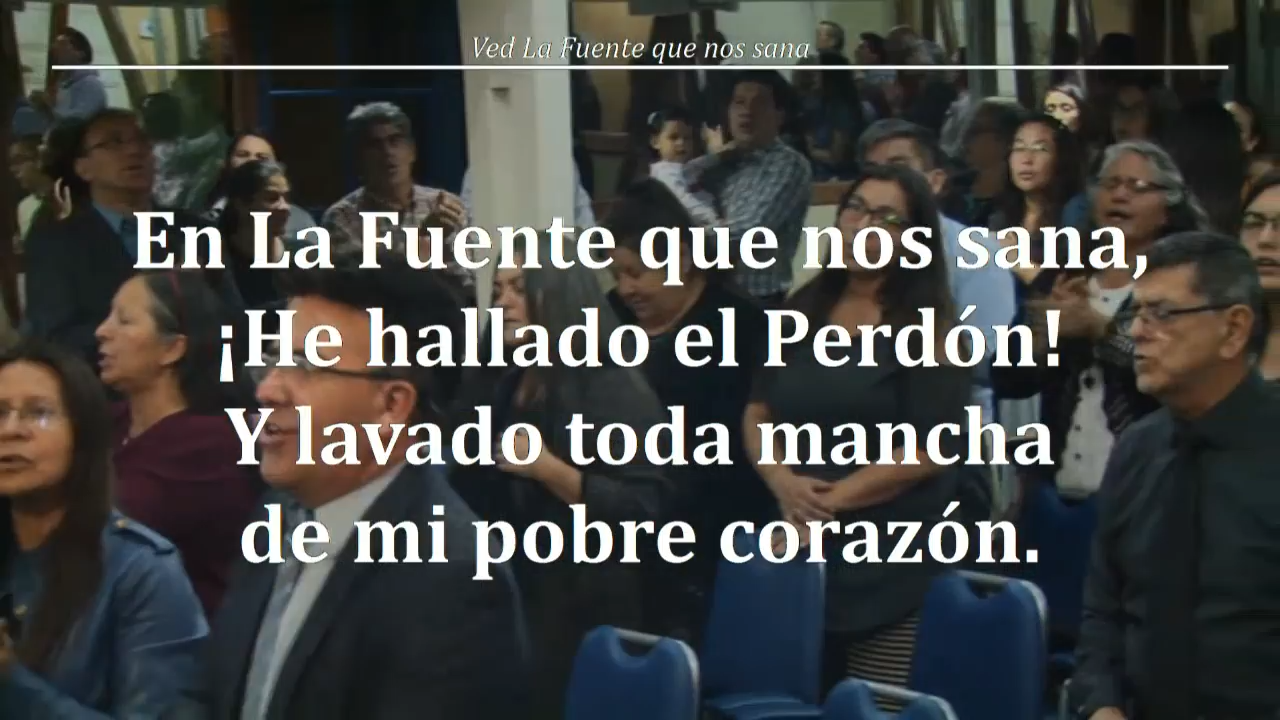 Ved La Fuente que nos sana
En La Fuente que nos sana,
¡He hallado el Perdón!
Y lavado toda mancha
de mi pobre corazón.